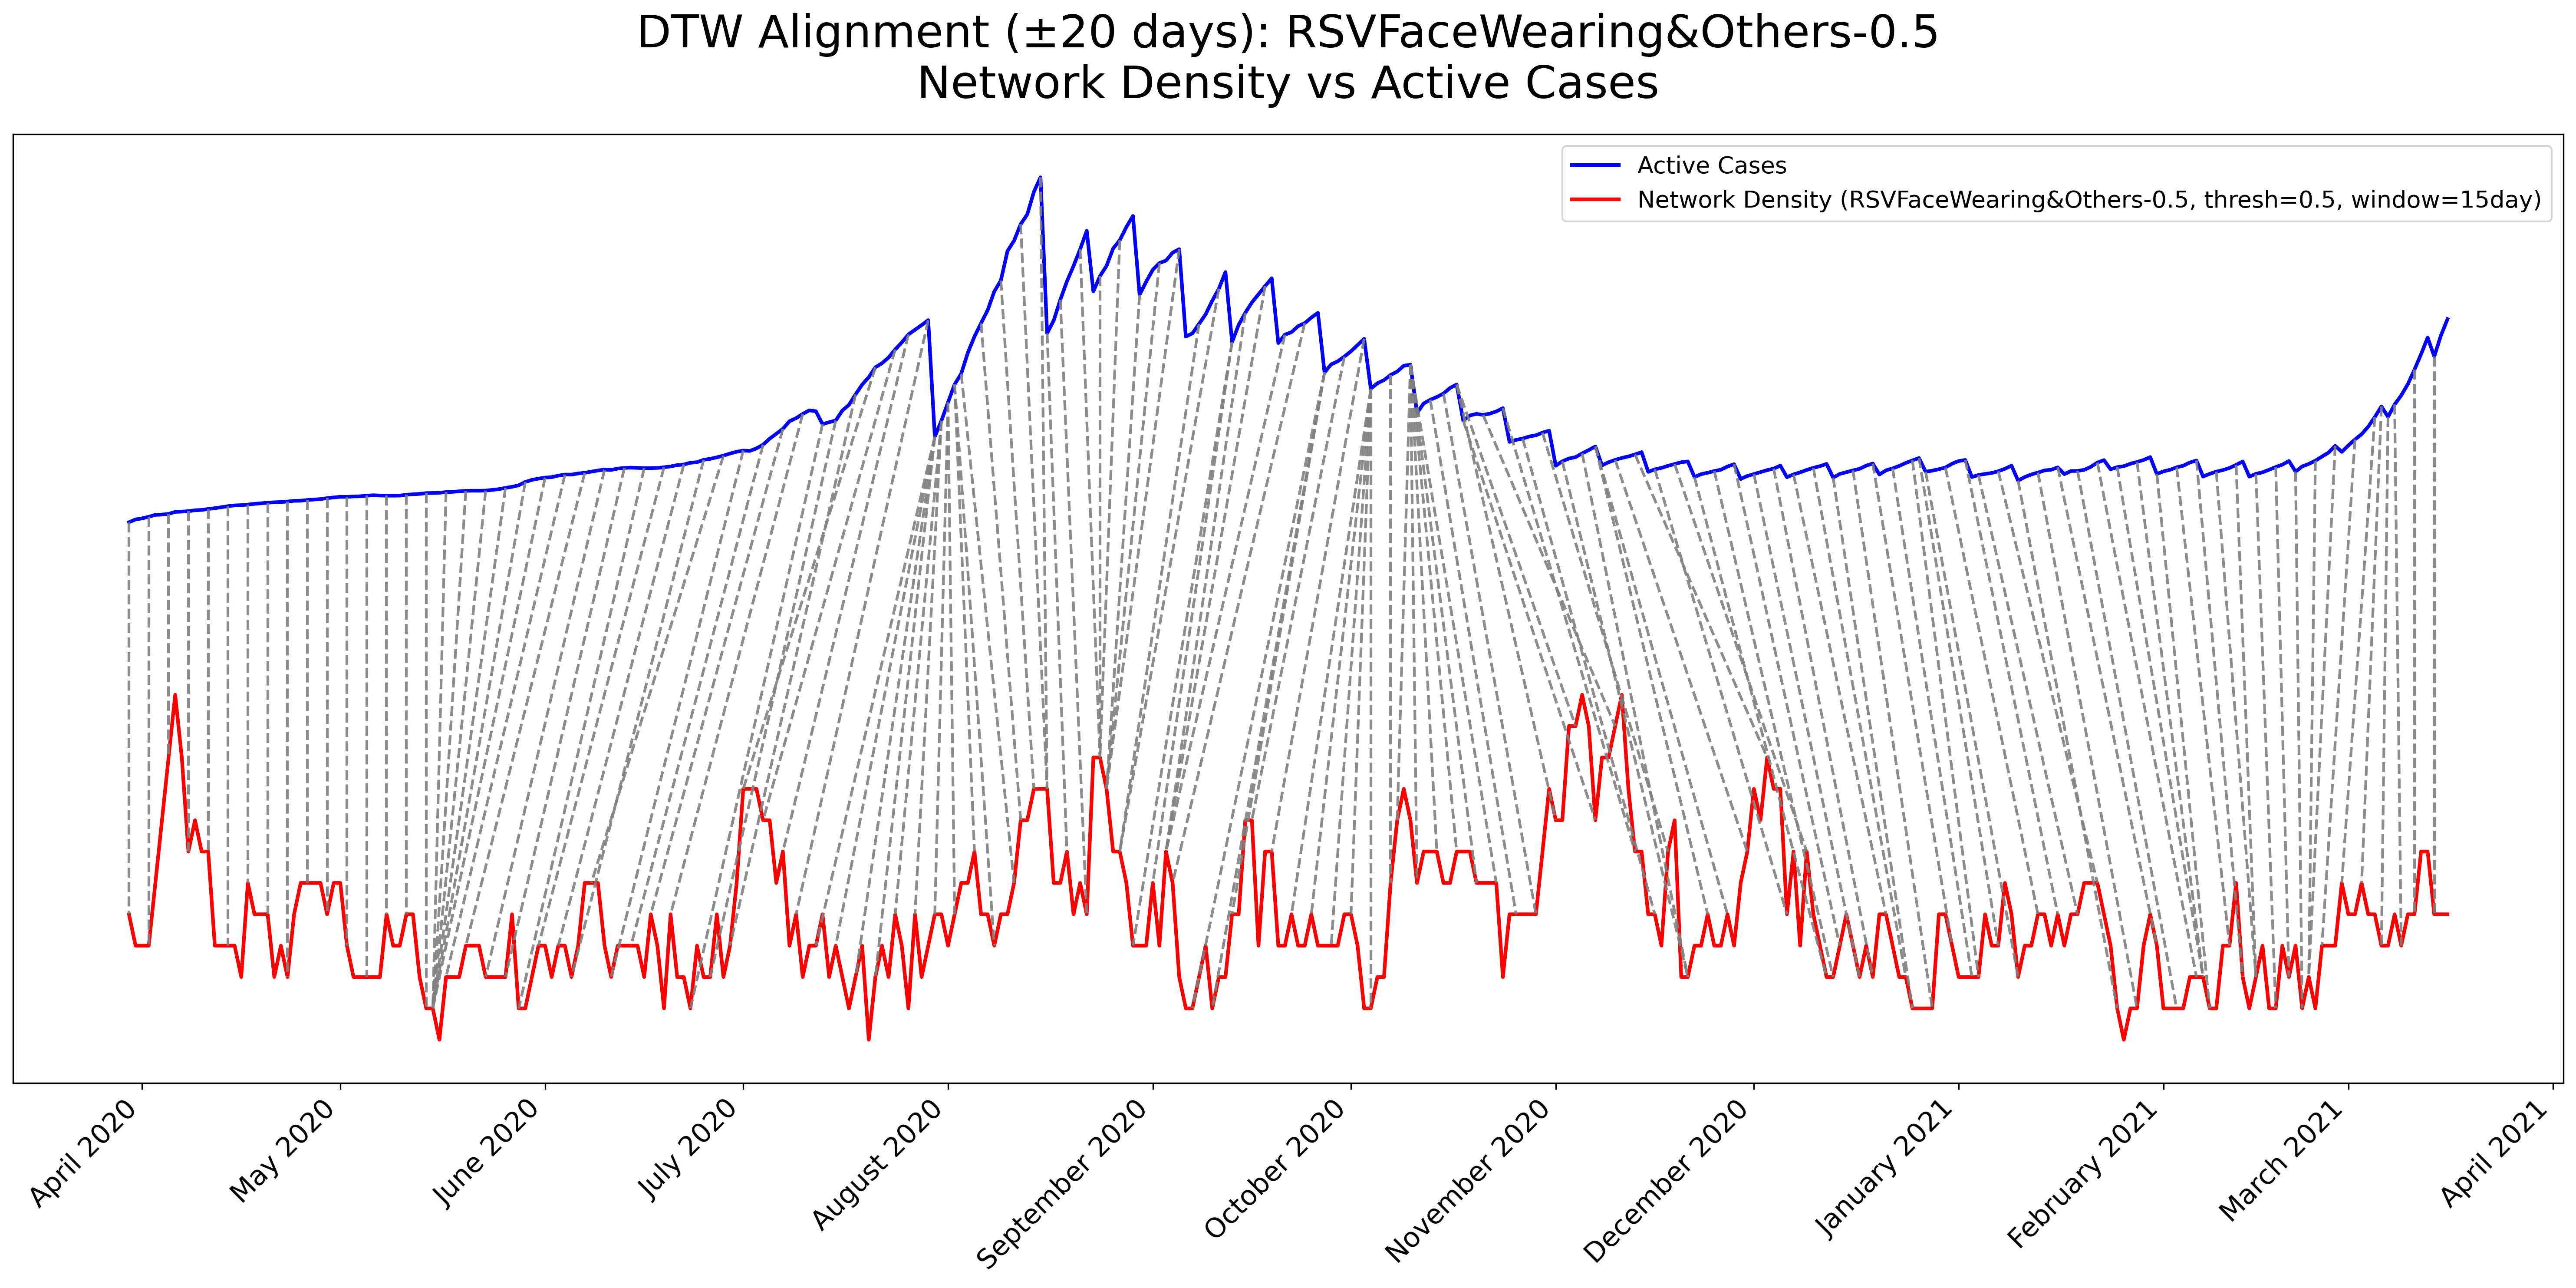 DTW Alignment (±20 days): RSVFaceWearing&Others-0.5
Network Density vs Active Cases
Active Cases
Network Density (RSVFaceWearing&Others-0.5, thresh=0.5, window=15day)
April 2020
May 2020
June 2020
July 2020
August 2020
September 2020
October 2020
November 2020
December 2020
January 2021
February 2021
March 2021
April 2021